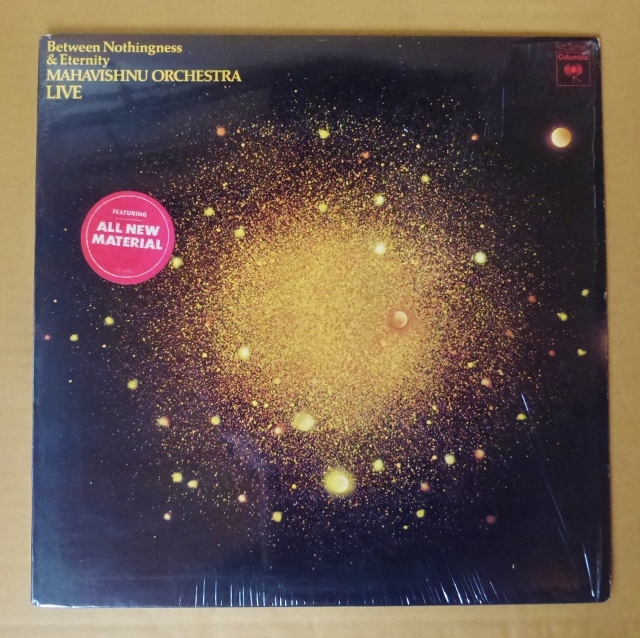 Between Nothingness
& Eternity
MAHAVISHNU ORCHESTRA
LIVE
Columbia
FEATURING
ALL NEW
MATERIAL